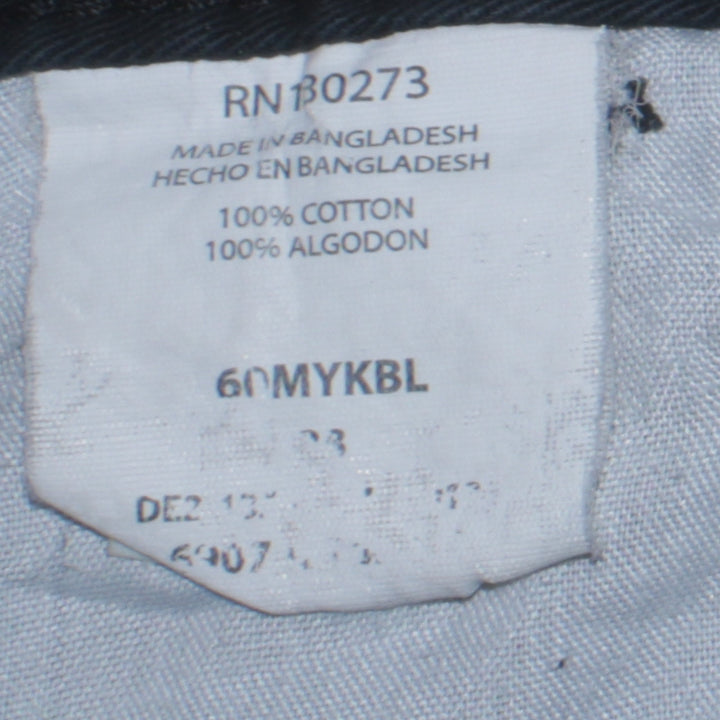 RN 130273
MADE IN BANGLADESH
HECHO EN BANGLADESH
100% COTTON
100% ALGODON
60MYKBL